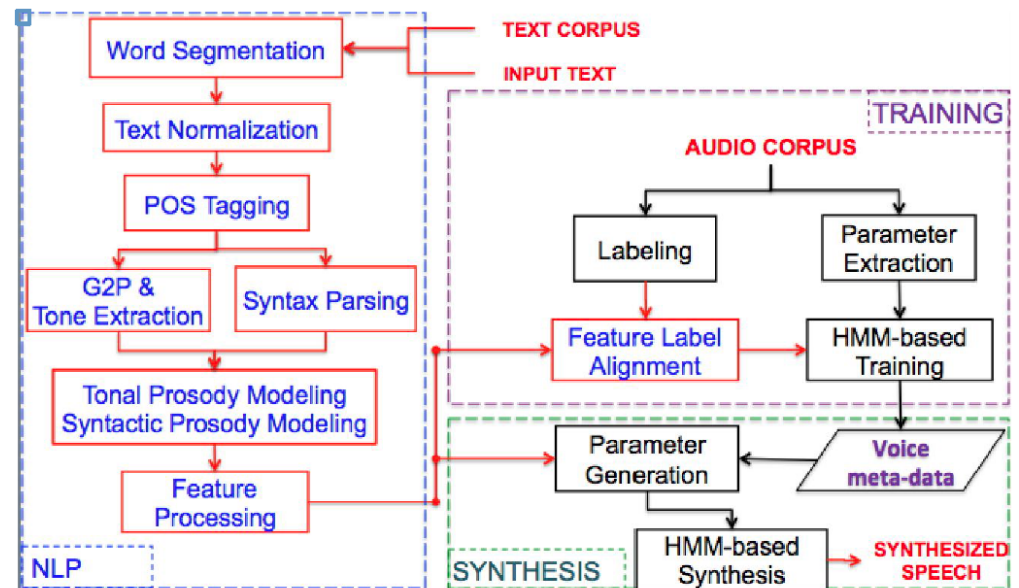 Word Segmentation
TEXT CORPUS
INPUT TEXT
Text Normalization
POS Tagging
G2P &
Tone Extraction
Syntax Parsing
Tonal Prosody Modeling
Syntactic Prosody Modeling
Feature
Processing
NLP
TRAINING
AUDIO CORPUS
Labeling
Parameter
Extraction
Feature Label
Alignment
HMM-based
Training
Parameter
Generation
Voice
meta-data
HMM-based
Synthesis
SYNTHESIZED
SPEECH
SYNTHESIS